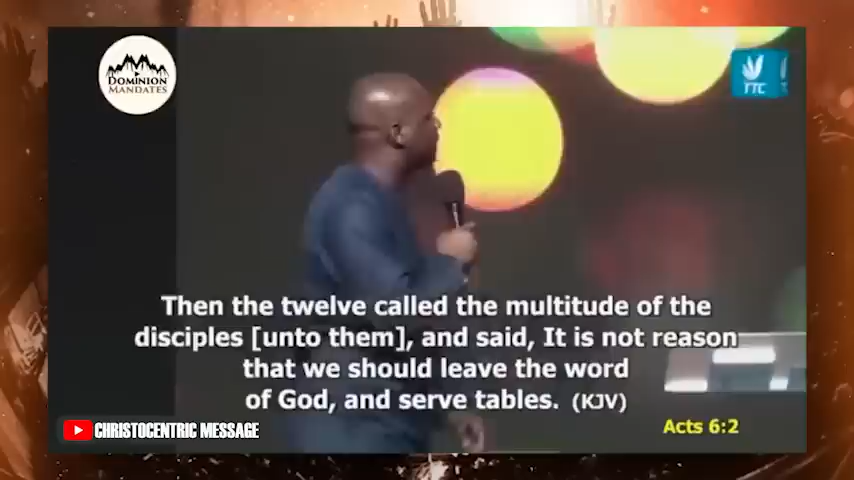 DOMINION
MANDATES
TTC
Then the twelve called the multitude of the
disciples [unto them], and said, It is not reason
that we should leave the word
of God, and serve tables. (KJV)
Acts 6:2
CHRISTOCENTRIC MESSAGE